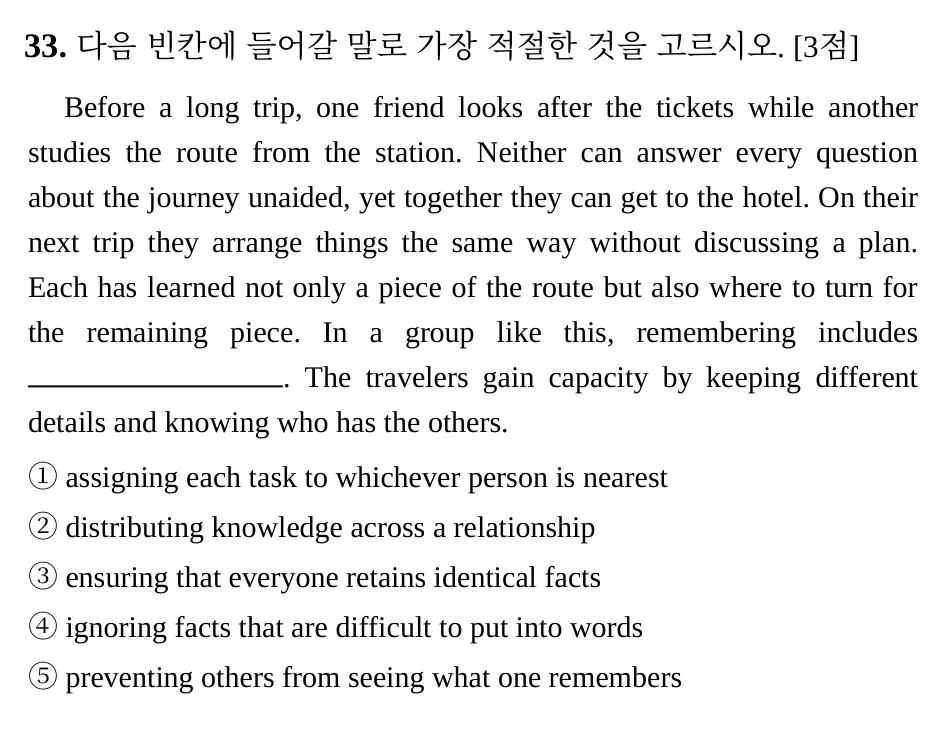 33. 다음 빈칸에 들어갈 말로 가장 적절한 것을 고르시오. [3점]
Before a long trip, one friend looks after the tickets while another
studies the route from the station. Neither can answer every question
about the journey unaided, yet together they can get to the hotel. On their
next trip they arrange things the same way without discussing a plan.
Each has learned not only a piece of the route but also where to turn for
the remaining piece. In a group like this, remembering includes
. The travelers gain capacity by keeping different
details and knowing who has the others.
① assigning each task to whichever person is nearest
② distributing knowledge across a relationship
③ ensuring that everyone retains identical facts
④ ignoring facts that are difficult to put into words
⑤ preventing others from seeing what one remembers